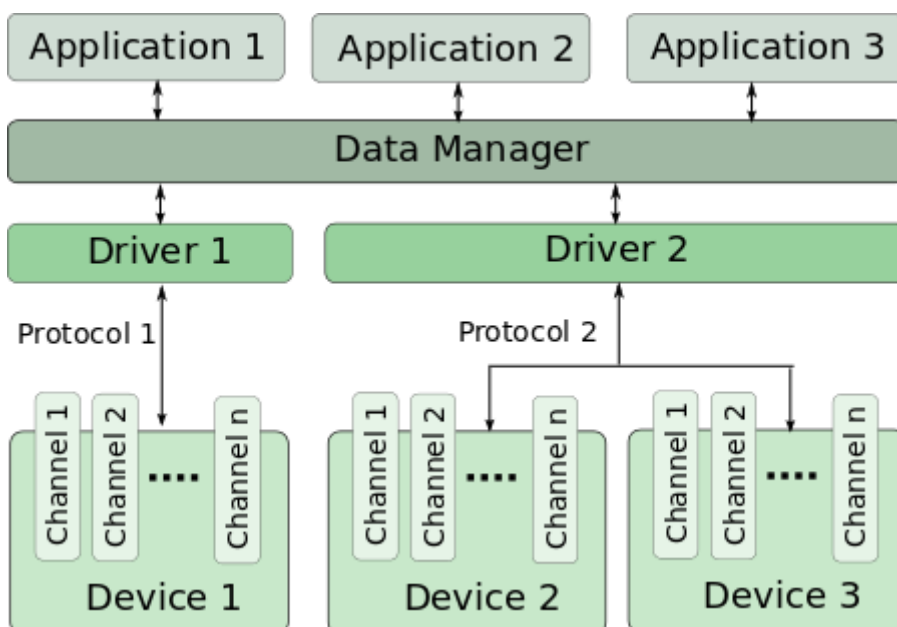 Application 1
Application 2
Application 3
Data Manager
Driver 1
Driver 2
Protocol 1
Protocol 2
Channel 1
Channel 2
....
Channel n
Device 1
Channel 1
Channel 2
....
Channel n
Device 2
Channel 1
Channel 2
....
Channel n
Device 3